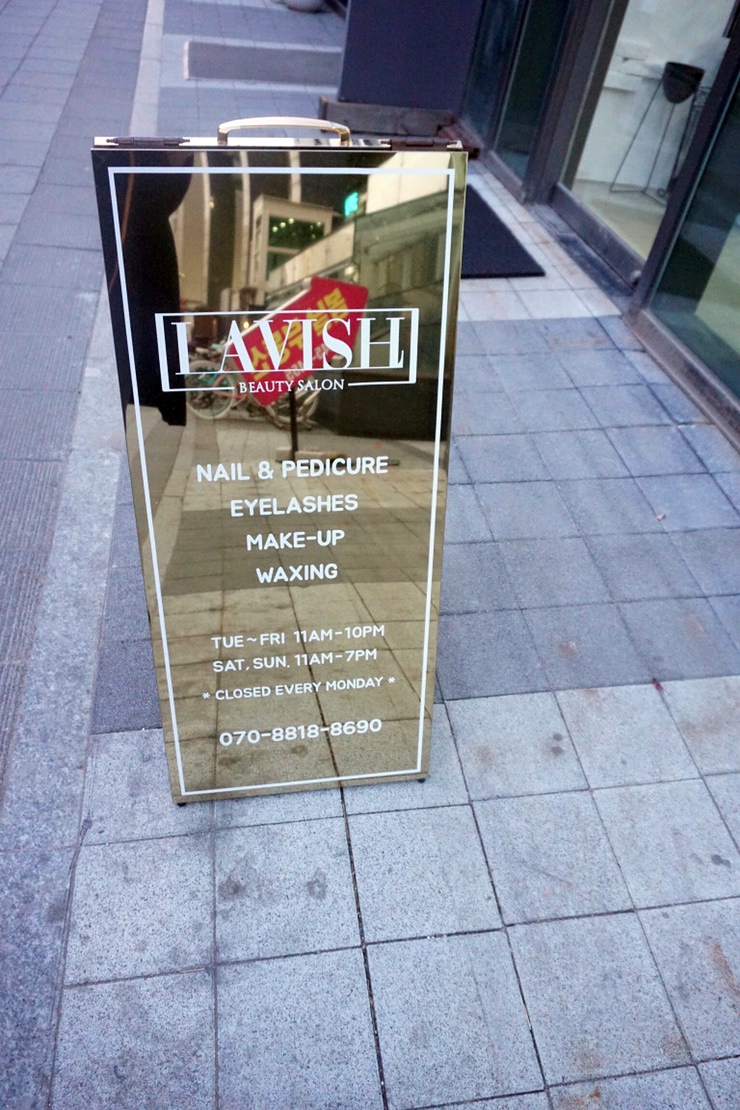 LAVISH
BEAUTY SALON
NAIL & PEDICURE
EYELASHES
MAKE-UP
WAXING
TUE~FRI 11AM-10PM
SAT, SUN. 11AM-7PM
* CLOSED EVERY MONDAY *
070-8818-8690